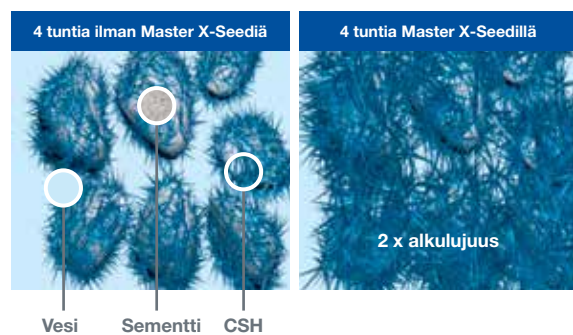 4 tuntia ilman Master X-Seediä
4 tuntia Master X-Seedillä
2 x alkulujuus
Vesi
Sementti
CSH